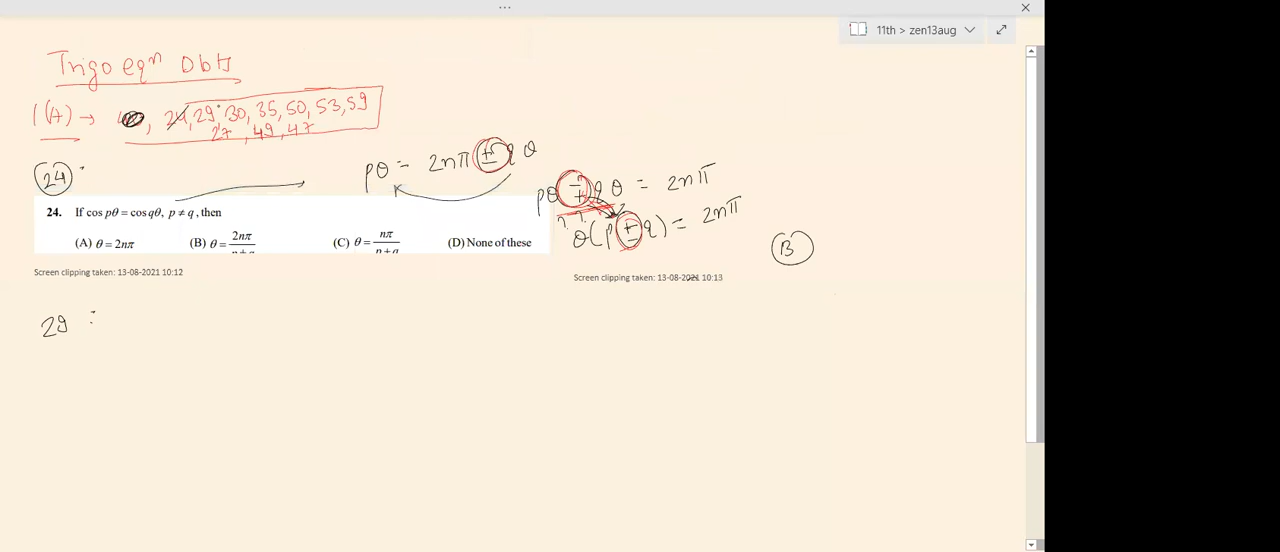 11th > zen13aug
Trigo eqn Dbts
1(A) → , 24, 29, 30, 35, 50, 53, 59
27, 49, 47
24
pθ = 2nπ ± qθ
pθ ∓ qθ = 2nπ
θ(p ± q) = 2nπ
B
24. If cos pθ = cos qθ, p ≠ q, then
(A) θ = 2nπ (B) θ = 2nπ (C) θ = nπ (D) None of these
Screen clipping taken: 13-08-2021 10:12
Screen clipping taken: 13-08-2021 10:13
29 :